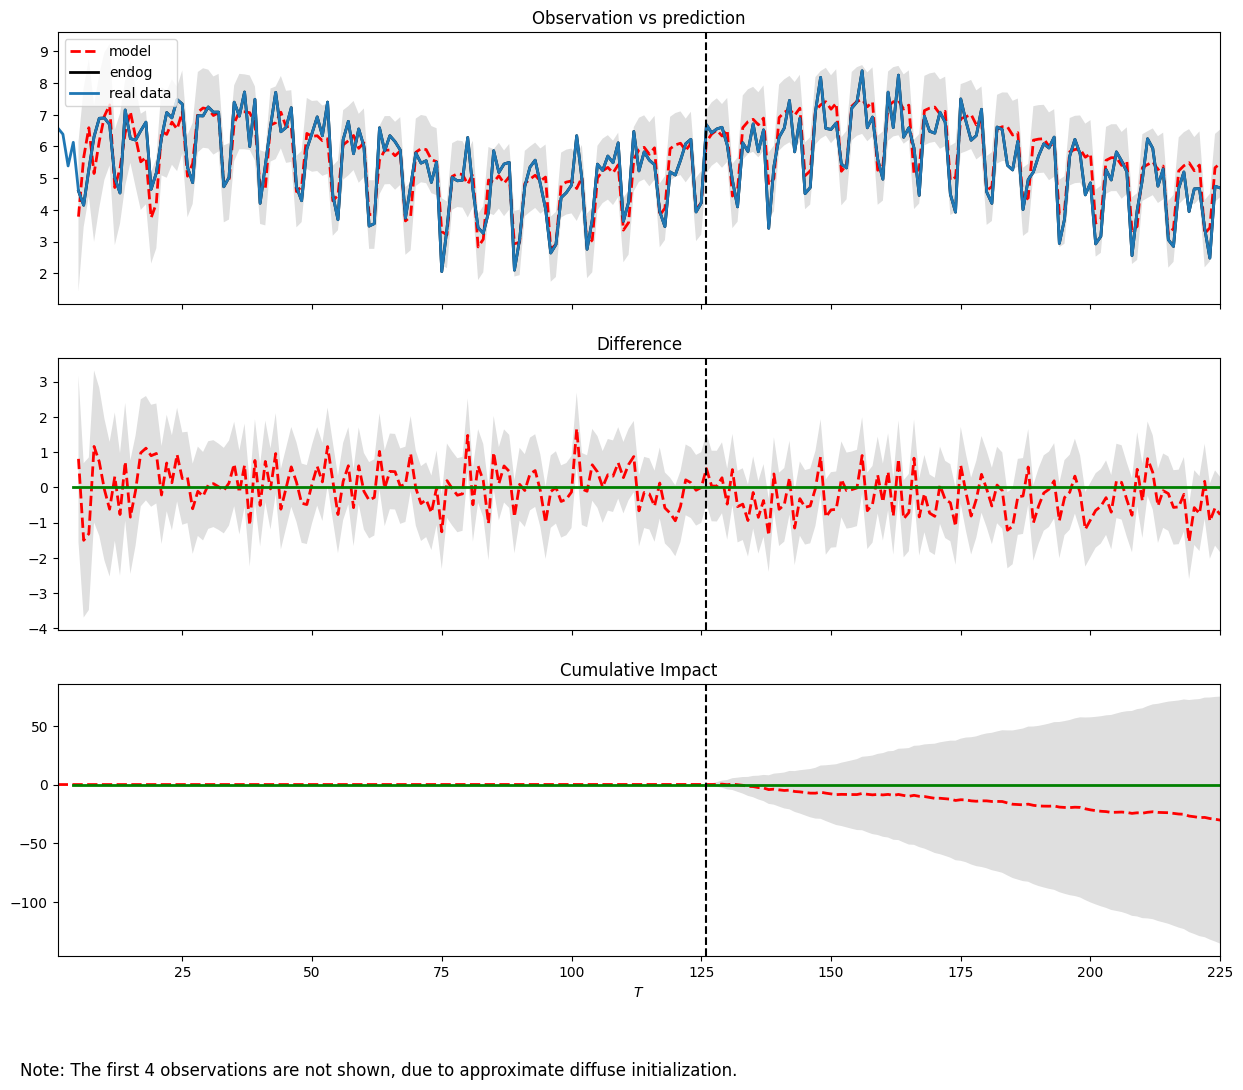 Observation vs prediction
9
8
7
6
5
4
3
2
model
endog
real data
Difference
3
2
1
0
−1
−2
−3
−4
Cumulative Impact
50
0
−50
−100
25 50 75 100 125 150 175 200 225
T
Note: The first 4 observations are not shown, due to approximate diffuse initialization.